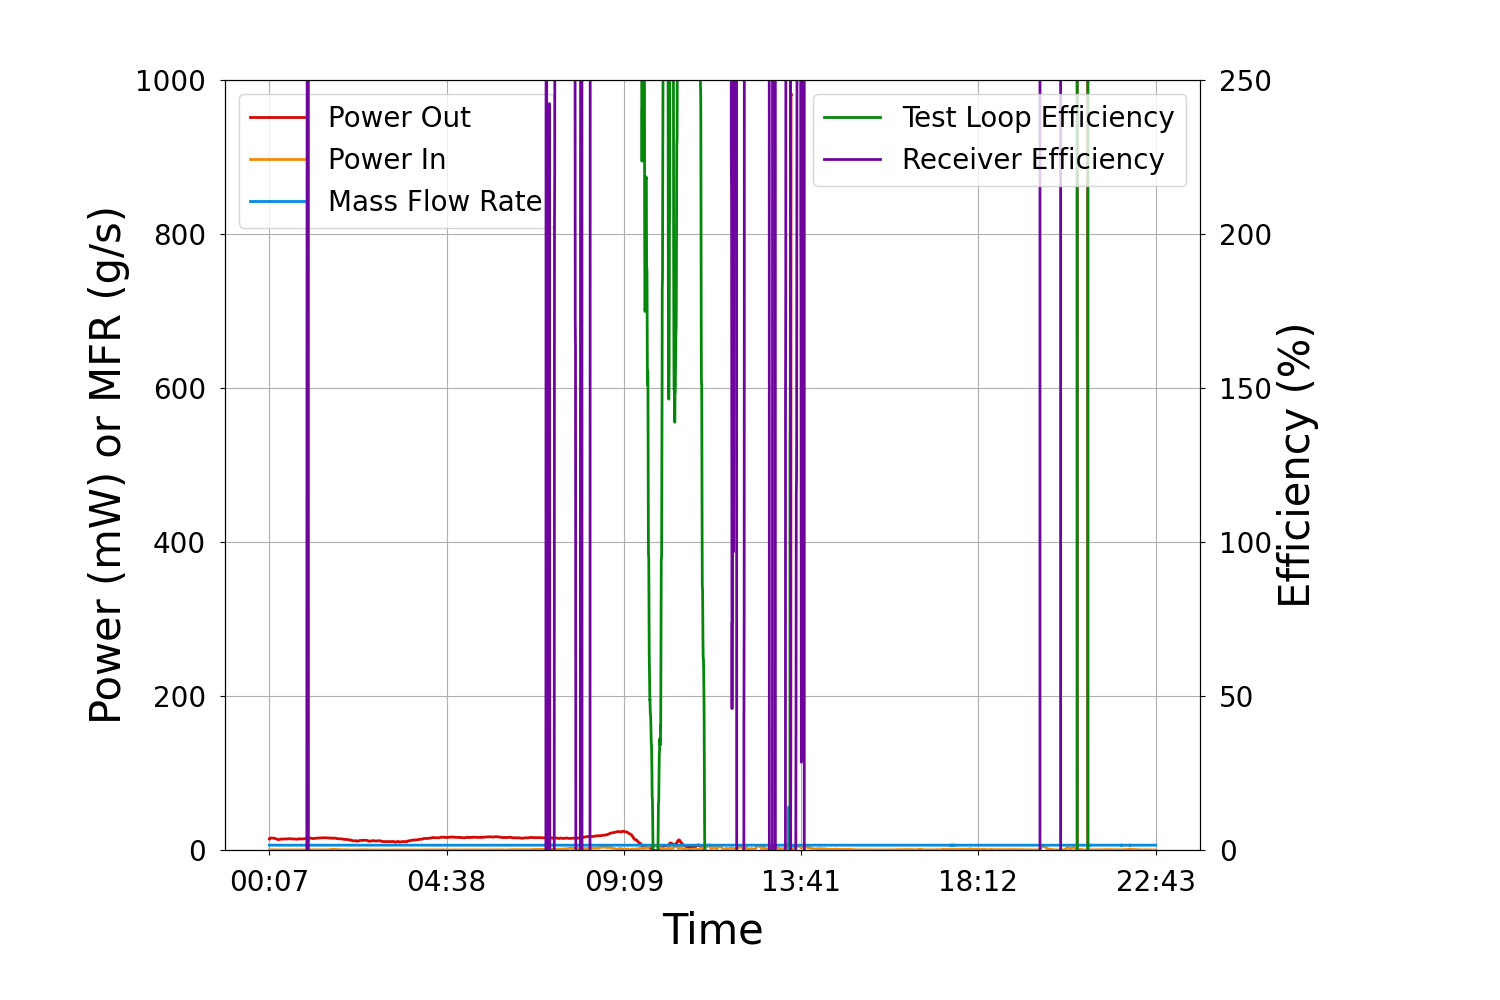 1000
800
600
400
200
0
Power (mW) or MFR (g/s)
Power Out
Power In
Mass Flow Rate
Test Loop Efficiency
Receiver Efficiency
250
200
150
100
50
0
Efficiency (%)
00:07 04:38 09:09 13:41 18:12 22:43
Time